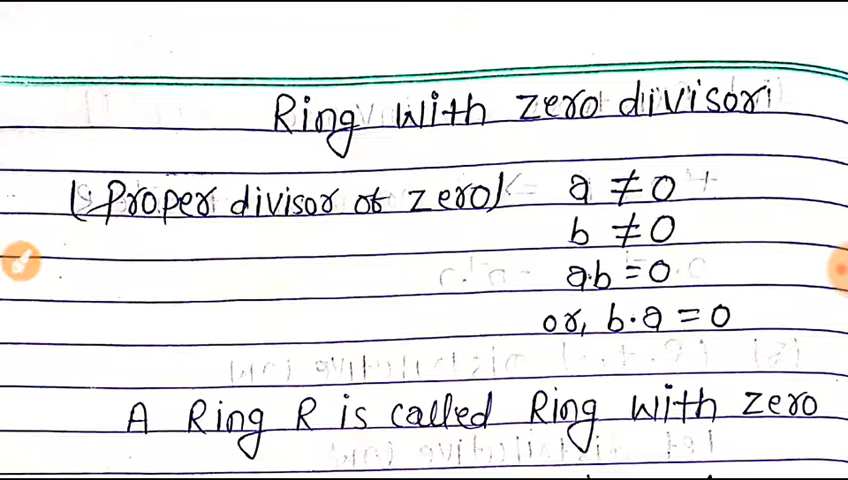 Ring with zero divisor
(Proper divisor of zero) a ≠ 0
b ≠ 0
a.b = 0
or, b.a = 0
A Ring R is called Ring with zero